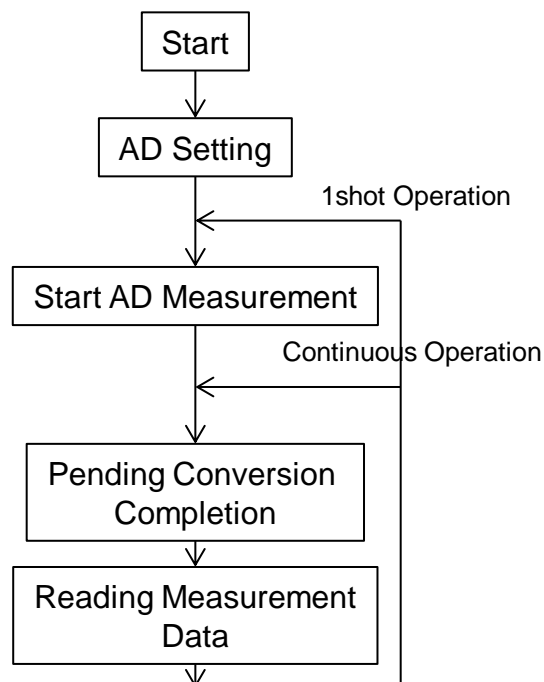 Start
AD Setting
1shot Operation
Start AD Measurement
Continuous Operation
Pending Conversion
Completion
Reading Measurement
Data